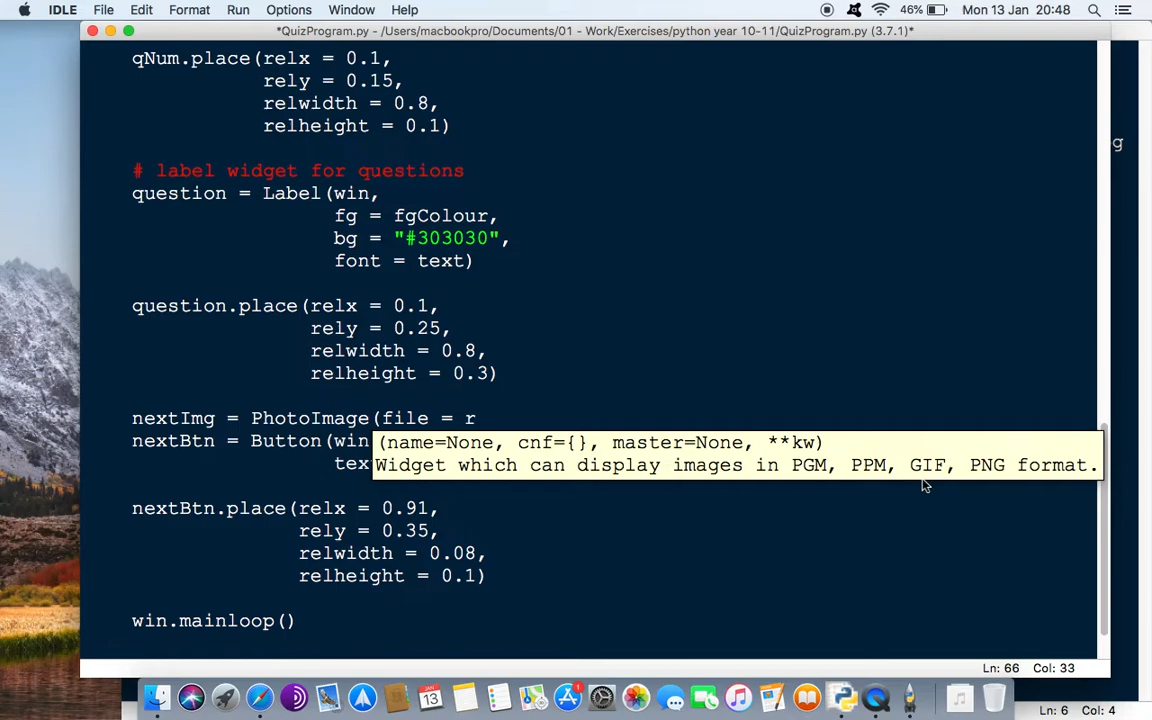 IDLE File Edit Format Run Options Window Help 46% Mon 13 Jan 20:48
*QuizProgram.py - /Users/macbookpro/Documents/01 - Work/Exercises/python year 10-11/QuizProgram.py (3.7.1)*
qNum.place(relx = 0.1,
rely = 0.15,
relwidth = 0.8,
relheight = 0.1)
g
# label widget for questions
question = Label(win,
fg = fgColour,
bg = "#303030",
font = text)
question.place(relx = 0.1,
rely = 0.25,
relwidth = 0.8,
relheight = 0.3)
nextImg = PhotoImage(file = r
nextBtn = Button(win
(name=None, cnf={}, master=None, **kw)
tex
Widget which can display images in PGM, PPM, GIF, PNG format.
nextBtn.place(relx = 0.91,
rely = 0.35,
relwidth = 0.08,
relheight = 0.1)
win.mainloop()
Ln: 66 Col: 33
Ln: 6 Col: 4